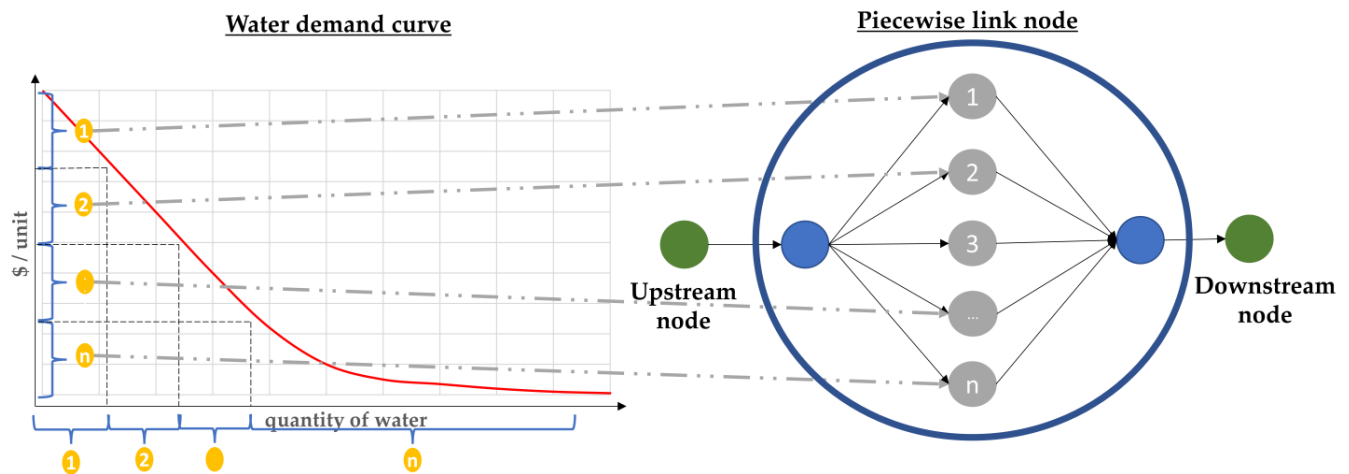 Water demand curve
Piecewise link node
$ / unit
1
2
.
n
quantity of water
1
2
n
1
2
3
...
n
Upstream
node
Downstream
node